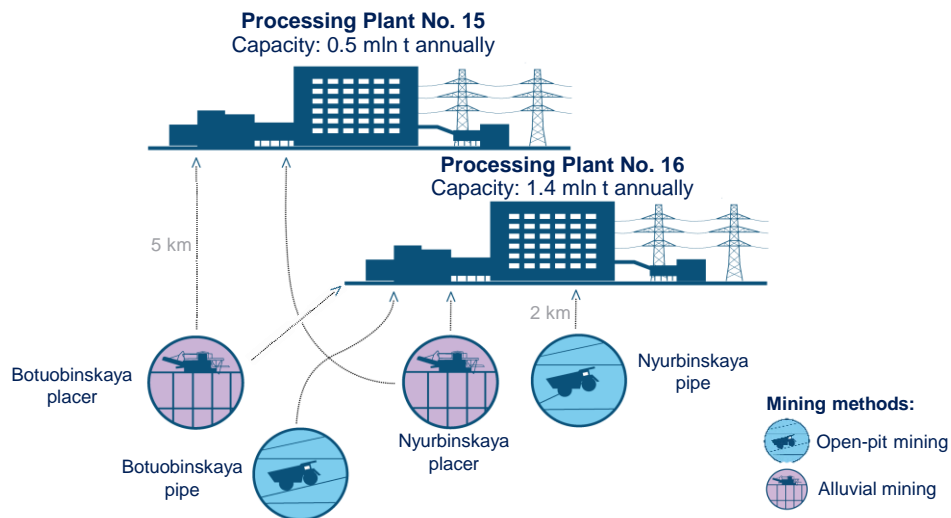 Processing Plant No. 15
Capacity: 0.5 mln t annually
Processing Plant No. 16
Capacity: 1.4 mln t annually
5 km
2 km
Botuobinskaya
placer
Nyurbinskaya
pipe
Nyurbinskaya
placer
Botuobinskaya
pipe
Mining methods:
Open-pit mining
Alluvial mining